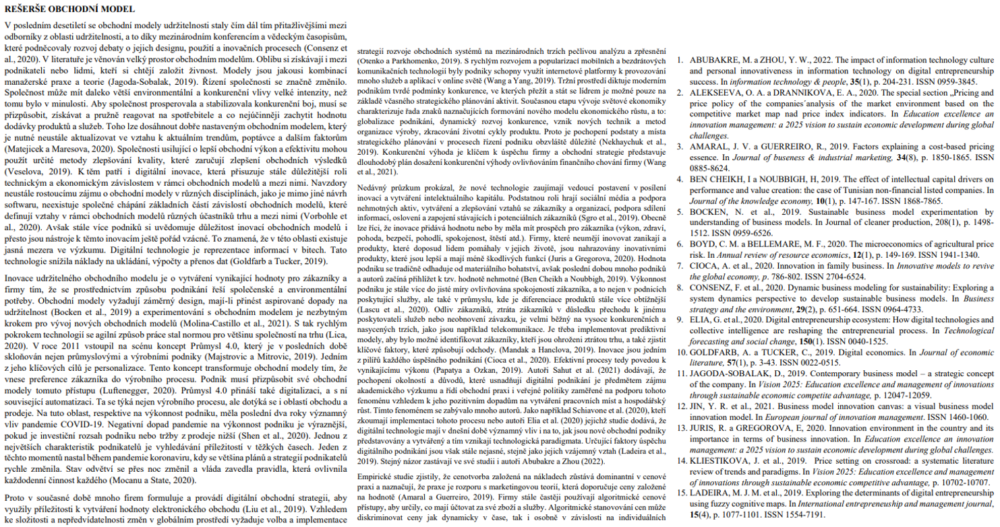 REŠERŠE OBCHODNÍ MODEL
V posledním desetiletí se obchodní modely udržitelnosti staly čím dál tím přitažlivějšími mezi
odborníky z oblasti udržitelnosti, a to díky mezinárodním konferencím a vědeckým časopisům,
které podněcovaly rozvoj debaty o jejich designu, použití a inovačních procesech (Consenz et
al., 2020). V literatuře je věnován velký prostor obchodním modelům. Oblibu si získávají i mezi
podnikateli nebo lidmi, kteří si chtějí založit živnost. Modely jsou jakousi kombinací
manažerské praxe a teorie (Jagoda-Sobalak, 2019). Řízení společnosti se značně změnilo.
Společnost může mít daleko větší environmentální a konkurenční vlivy velké intenzity, než
tomu bylo v minulosti. Aby společnost prosperovala a stabilizovala konkurenční boj, musí se
přizpůsobit, získávat a pružně reagovat na spotřebitele a co nejúčinněji zachytit hodnotu
dodávky produktů a služeb. Toho lze dosáhnout dobře nastaveným obchodním modelem, který
je nutné neustále aktualizovat ve vztahu k aktuálním trendům, poptávce a dalším faktorům
(Matejicek a Maresova, 2020). Společnosti usilující o lepší obchodní výkon a efektivitu mohou
použít určité metody zlepšování kvality, které zaručují zlepšení obchodních výsledků
(Veselova, 2019). K těm patří i digitální inovace, která přisuzuje stále důležitější roli
technickým a ekonomickým závislostem v rámci obchodních modelů a mezi nimi. Navzdory
neustále rostoucímu zájmu o obchodní modely v různých disciplínách, jako je mimo jiné návrh
softwaru, neexistuje společné chápání základních částí závislostí obchodních modelů, které
definují vztahy v rámci obchodních modelů různých účastníků trhu a mezi nimi (Vorbohle et
al., 2020). Avšak stále více podniků si uvědomuje důležitost inovací obchodních modelů i
přesto jsou nástroje k těmto inovacím ještě pořád vzácné. To znamená, že v této oblasti existuje
jasná mezera ve výzkumu. Digitální technologie je reprezentace informací v bitech. Tato
technologie snížila náklady na ukládání, výpočty a přenos dat (Goldfarb a Tucker, 2019).
Inovace udržitelného obchodního modelu je o vytváření vynikající hodnoty pro zákazníky a
firmy tím, že se prostřednictvím způsobu podnikání řeší společenské a environmentální
potřeby. Obchodní modely vyžadují záměrný design, mají-li přinést aspirované dopady na
udržitelnost (Bocken et al., 2019) a experimentování s obchodním modelem je nezbytným
krokem pro vývoj nových obchodních modelů (Molina-Castillo et al., 2021). S tak rychlým
pokrokem technologií se agilní způsob práce stal normou pro většinu společností na trhu (Lica,
2020). V roce 2011 vstoupil na scénu koncept Průmysl 4.0, který je v posledních době
skloňován nejen průmyslovými a výrobními podniky (Majstrovic a Mitrovic, 2019). Jedním
z jeho klíčových cílů je personalizace. Tento koncept transformuje obchodní modely tím, že
vnese preference zákazníka do výrobního procesu. Podnik musí přizpůsobit své obchodní
modely tomuto přístupu (Luftenegger, 2020). Průmysl 4.0 přináší také digitalizaci, a s ní
související automatizaci. Ta se týká nejen výrobního procesu, ale dotýká se i oblasti obchodu a
prodeje. Na tuto oblast, respektive na výkonnost podniku, měla poslední dva roky významný
vliv pandemie COVID-19. Negativní dopad pandemie na výkonnost podniku je výraznější,
pokud je investiční rozsah podniku nebo tržby z prodeje nižší (Shen et al., 2020). Jednou z
největších charakteristik podnikatelů je vyhledávání příležitostí v těžkých časech. Jeden z
těchto momentů nastal během pandemie koronaviru, kdy se většina plánů a strategií podnikatelů
rychle změnila. Stav odvětví se přes noc změnil a vláda zavedla pravidla, která ovlivnila
každodenní činnost každého (Mocanu a State, 2020).
Proto v současné době mnoho firem formuluje a provádí digitální obchodní strategii, aby
využily příležitosti k vytváření hodnoty elektronického obchodu (Liu et al., 2019). Vzhledem
ke složitosti a nepředvídatelnosti změn v globálním prostředí vyžaduje volba a implementace
strategií rozvoje obchodních systémů na mezinárodních trzích pečlivou analýzu a zpřesnění
(Otenko a Parkhomenko, 2019). S rychlým rozvojem a popularizací mobilních a bezdrátových
komunikačních technologií byly podniky schopny využít internetové platformy k provozování
mnoho služeb a aplikací v online světě (Wang a Yang, 2019). Tržní prostředí diktuje moderním
podnikům tvrdé podmínky konkurence, ve kterých přežít a stát se lídrem je možné pouze na
základě včasného strategického plánování aktivit. Současnou etapu vývoje světové ekonomiky
charakterizuje řada znaků naznačujících formování nového modelu ekonomického růstu, a to:
globalizace podnikání, dynamický rozvoj konkurence, vznik nových technik a metod
organizace výroby, zkracování životní cykly produktu. Proto je pochopení podstaty a místa
strategického plánování v procesech řízení podniku obzvláště důležité (Nekhaychuk et al.,
2019). Konkurenční výhoda je klíčem k úspěchu firmy a obchodní strategie představuje
dlouhodobý plán dosažení konkurenční výhody ovlivňováním finančního chování firmy (Wang
et al., 2021).
Nedávný průzkum prokázal, že nové technologie zaujímají vedoucí postavení v posílení
inovací a vytváření intelektuálního kapitálu. Podstatnou roli hrají sociální média a podpora
nehmotných aktiv, vytváření a zlepšování vztahů se zákazníky a organizací, podpora sdílení
informací, oslovení a zapojení stávajících i potenciálních zákazníků (Sgro et al., 2019). Obecně
lze říci, že inovace přidává hodnotu nebo by měla mít prospěch pro zákazníka (výkon, zdraví,
pohoda, bezpečí, pohodlí, spokojenost, štěstí atd.). Firmy, které neumějí inovovat zanikají a
produkty, které doposud lidem pomáhaly v jejich životě, jsou nahrazovány inovativními
produkty, které jsou lepší a mají méně škodlivých funkcí (Juris a Gregorova, 2020). Hodnota
podniku se tradičně odhaduje od materiálního bohatství, avšak poslední dobou mnoho podniků
a autorů začíná přihlížet k tzv. hodnotě nehmotné (Ben Cheikh a Noubbigh, 2019). Výkonnost
podniku je stále více do jisté míry ovlivňována spokojeností zákazníka, a to nejen v podnicích
poskytující služby, ale také v průmyslu, kde je diferenciace produktů stále více obtížnější
(Lascu et al., 2020). Odliv zákazníků, ztráta zákazníků v důsledku přechodu k jinému
poskytovateli služeb nebo neobnovení závazku, je velmi běžný na vysoce konkurenčních a
nasycených trzích, jako jsou například telekomunikace. Je třeba implementovat prediktivní
modely, aby bylo možné identifikovat zákazníky, kteří jsou ohroženi ztrátou trhu, a také zjistit
klíčové faktory, které způsobují odchody. (Mandak a Hanclova, 2019). Inovace jsou jedním
z pilířů každého úspěšného podnikání (Cioca et al., 2020). Efektivní procesy tedy povedou k
vynikajícímu výkonu (Papatya a Ozkan, 2019). Autoři Sahut et al. (2021) dodávají, že
pochopení okolností a důvodů, které usnadňují digitální podnikání je předmětem zájmu
akademického výzkumu a řídí obchodní praxi i veřejné politiky zaměřené na podporu tohoto
fenoménu vzhledem k jeho pozitivním dopadům na vytváření pracovních míst a hospodářský
růst. Tímto fenoménem se zabývalo mnoho autorů. Jako například Schiavone et al. (2020), kteří
zkoumají implementaci tohoto procesu nebo autoři Elia et al. (2020) jejichž studie dodává, že
digitální technologie mají v dnešní době významný vliv i na to, jak jsou nové obchodní podniky
představovány a vytvářený a tím vznikají technologická paradigmata. Určující faktory úspěchu
digitálního podnikání jsou však stále nejasné, stejně jako jejich vzájemný vztah (Ladeira et al.,
2019). Stejný názor zastávají ve své studii i autoři Abubakre a Zhou (2022).
Empirické studie zjistily, že cenotvorba založená na nákladech zůstává dominantní v cenové
praxi a naznačují, že praxe je rozporu s marketingovou teorií, která doporučuje ceny založené
na hodnotě (Amaral a Guerreiro, 2019). Firmy stále častěji používají algoritmické cenové
přístupy, aby určily, co mají účtovat za své zboží a služby. Algoritmické stanovování cen může
diskriminovat ceny jak dynamicky v čase, tak i osobně v závislosti na individuálních
1. ABUBAKRE, M. a ZHOU, Y. W., 2022. The impact of information technology culture
and personal innovativeness in information technology on digital entrepreneurship
success. In information technology & people, 35(1), p. 204-231. ISSN 0959-3845.
2. ALEKSEEVA, O. A. a DRANNIKOVA, E. A., 2020. The special section „Pricing and
price policy of the companies´analysis of the market environment based on the
competitive market map nad price index indicators. In Education excellence an
innovation management: a 2025 vision to sustain economic development during global
challenges.
3. AMARAL, J. V. a GUERREIRO, R., 2019. Factors explaining a cost-based pricing
essence. In Journal of buseness & industrial marketing, 34(8), p. 1850-1865. ISSN
0885-8624.
4. BEN CHEIKH, I a NOUBBIGH, H, 2019. The effect of intellectual capital drivers on
performance and value creation: the case of Tunisian non-financial listed companies. In
Journal of the knowledge economy, 10(1), p. 147-167. ISSN 1868-7865.
5. BOCKEN, N. et al., 2019. Sustainable business model experimentation by
understanding of business models. In Journal of cleaner production, 208(1), p. 1498-
1512. ISSN 0959-6526.
6. BOYD, C. M. a BELLEMARE, M. F., 2020. The microeconomics of agricultural price
risk. In Annual review of resource economics, 12(1), p. 149-169. ISSN 1941-1340.
7. CIOCA, A. et al., 2020. Innovation in family business. In Innovative models to revive
the global economy, p. 786-802. ISSN 2704-6524.
8. CONSENZ, F. et al., 2020. Dynamic business modeling for sustainability: Exploring a
system dynamics perspective to develop sustainable business models. In Business
strategy and the environment, 29(2), p. 651-664. ISSN 0964-4733.
9. ELIA, G. et al., 2020. Digital entrepreneurship ecosystem: How digital technologies and
collective intelligence are reshaping the entrepreneurial process. In Technological
forecasting and social change, 150(1). ISSN 0040-1525.
10. GOLDFARB, A. a TUCKER, C., 2019. Digital economics. In Journal of economic
literature, 57(1), p. 3-43. ISSN 0022-0515.
11. JAGODA-SOBALAK, D., 2019. Contemporary business model – a strategic concept
of the company. In Vision 2025: Education excellence and management of innovations
through sustainable economic competite advantage, p. 12047-12059.
12. JIN, Y. R. et al., 2021. Business model innovation canvas: a visual business model
innovation model. In European journal of innovation management. ISSN 1460-1060.
13. JURIS, R. a GREGOROVA, E, 2020. Innovation environment in the country and its
importance in terms of business innovation. In Education excellence an innovation
management: a 2025 vision to sustain economic development during global challenges.
14. KLIESTIKOVA, J. et al., 2019. Price setting on crossroad: a systematic literature
review of trends and paradigms. In Vision 2025: Education excellence and management
of innovations through sustainable economic competitive advantage, p. 10702-10707.
15. LADEIRA, M. J. M. et al., 2019. Exploring the determinants of digital entrepreneurship
using fuzzy cognitive maps. In International entrepreneurship and management journal,
15(4), p. 1077-1101. ISSN 1554-7191.